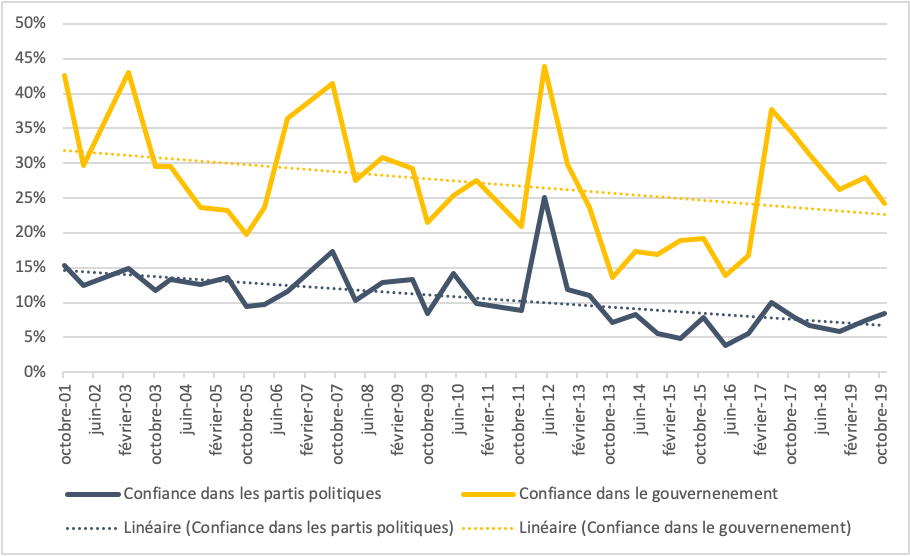 50%
45%
40%
35%
30%
25%
20%
15%
10%
5%
0%
octobre-01
juin-02
février-03
octobre-03
juin-04
février-05
octobre-05
juin-06
février-07
octobre-07
juin-08
février-09
octobre-09
juin-10
février-11
octobre-11
juin-12
février-13
octobre-13
juin-14
février-15
octobre-15
juin-16
février-17
octobre-17
juin-18
février-19
octobre-19
Confiance dans les partis politiques
Confiance dans le gouvernenement
Linéaire (Confiance dans les partis politiques)
Linéaire (Confiance dans le gouvernenement)